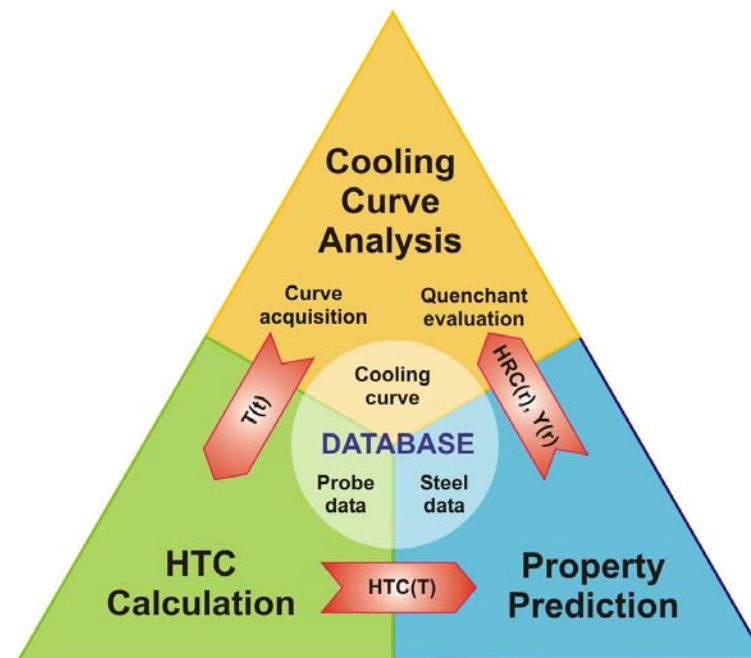 Cooling
Curve
Analysis
Curve
acquisition
Quenchant
evaluation
T(t)
HRC(r), Y(r)
Cooling
curve
DATABASE
Probe
data
Steel
data
HTC
Calculation
HTC(T)
Property
Prediction